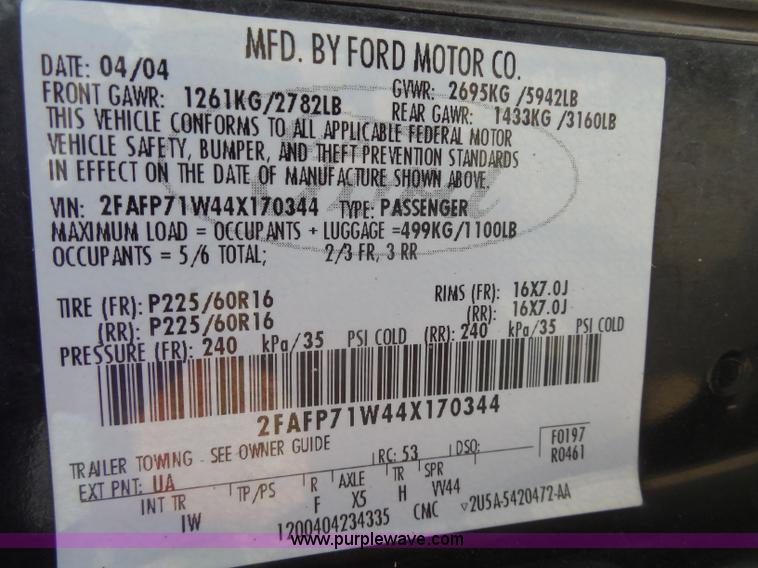 MFD. BY FORD MOTOR CO.
DATE: 04/04
GVWR: 2695KG /5942LB
FRONT GAWR: 1261KG/2782LB
REAR GAWR: 1433KG /3160LB
THIS VEHICLE CONFORMS TO ALL APPLICABLE FEDERAL MOTOR
VEHICLE SAFETY, BUMPER, AND THEFT PREVENTION STANDARDS
IN EFFECT ON THE DATE OF MANUFACTURE SHOWN ABOVE.
VIN: 2FAFP71W44X170344 TYPE: PASSENGER
MAXIMUM LOAD = OCCUPANTS + LUGGAGE =499KG/1100LB
OCCUPANTS = 5/6 TOTAL; 2/3 FR, 3 RR
TIRE (FR): P225/60R16 RIMS (FR): 16X7.0J
(RR): P225/60R16 (RR): 16X7.0J
PRESSURE (FR): 240 kPa/35 PSI COLD (RR): 240 kPa/35 PSI COLD
2FAFP71W44X170344
TRAILER TOWING - SEE OWNER GUIDE
F0197
EXT PNT: UA RC: 53 DSO: R0461
INT TR TP/PS R AXLE TR SPR
IW F X5 H VV44
1200404234335 CMC ▽2U5A-5420472-AA
Ford
www.purplewave.com